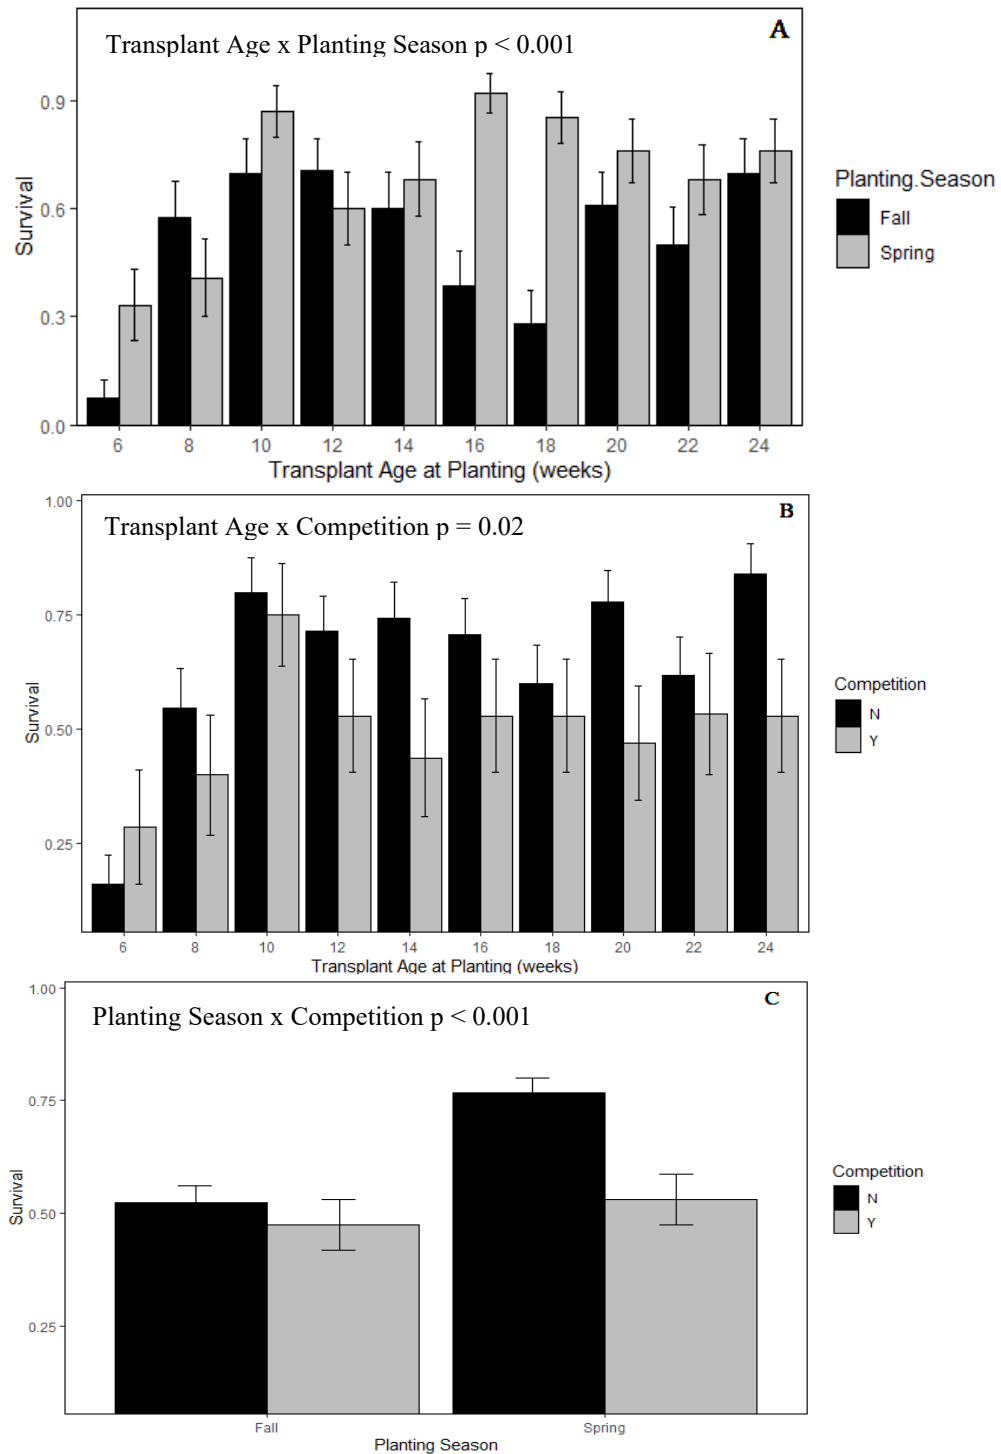 Transplant Age x Planting Season p < 0.001
A
0.9
0.6
0.3
0.0
Survival
6 8 10 12 14 16 18 20 22 24
Transplant Age at Planting (weeks)
Planting.Season
Fall
Spring
1.00
Transplant Age x Competition p = 0.02
B
0.75
0.50
0.25
Survival
6 8 10 12 14 16 18 20 22 24
Transplant Age at Planting (weeks)
Competition
N
Y
1.00
Planting Season x Competition p < 0.001
C
0.75
0.50
0.25
Survival
Fall Spring
Planting Season
Competition
N
Y